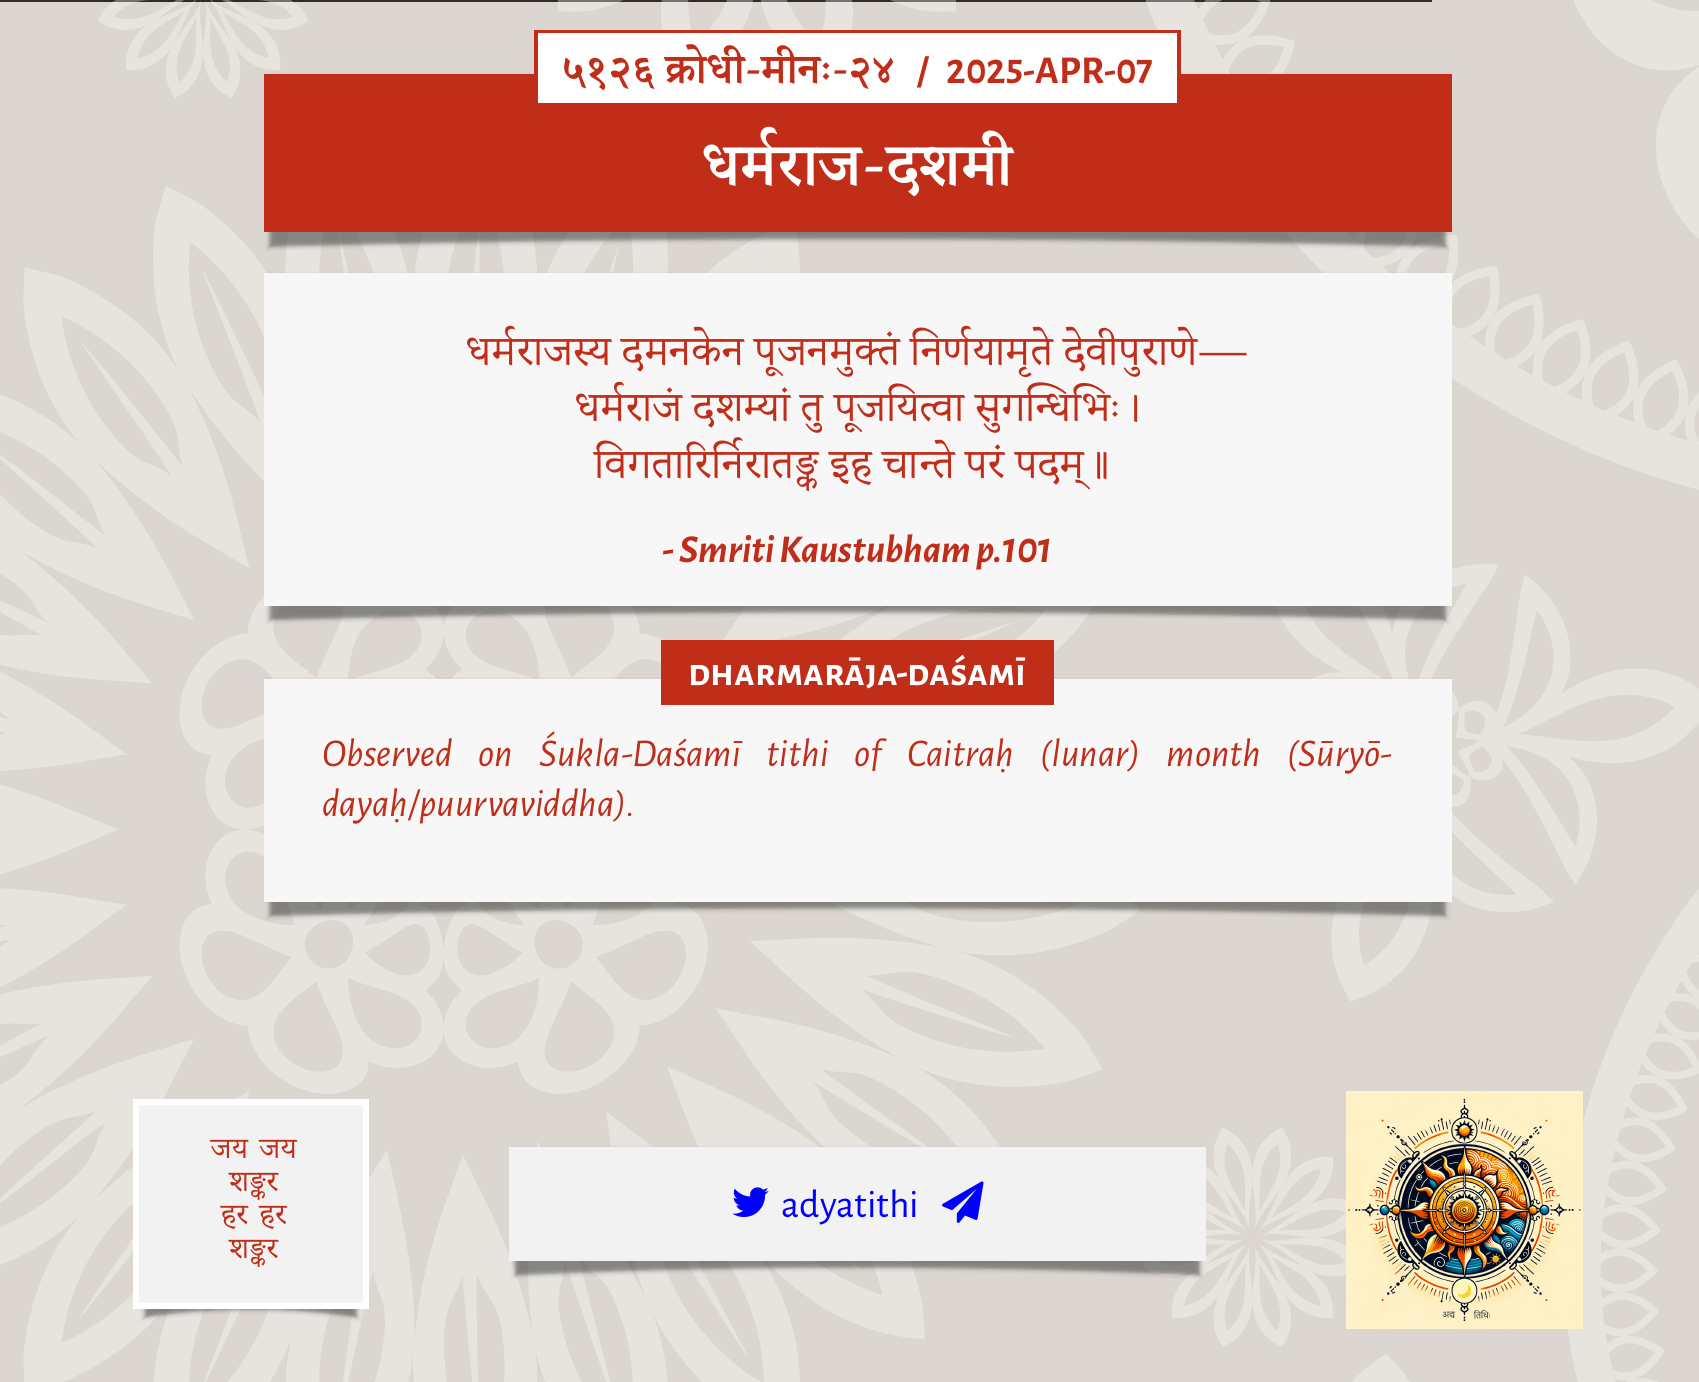 ५१२६ क्रोधी-मीनः-२४ / 2025-APR-07
धर्मराज-दशमी
धर्मराजस्य दमनकेन पूजनमुक्तं निर्णयामृते देवीपुराणे—
धर्मराजं दशम्यां तु पूजयित्वा सुगन्धिभिः।
विगतारिर्निरातङ्क इह चान्ते परं पदम्॥
- Smriti Kaustubham p.101
DHARMARĀJA-DAŚAMĪ
Observed on Śukla-Daśamī tithi of Caitraḥ (lunar) month (Sūryō-
dayaḥ/puurvaviddha).
जय जय
शङ्कर
हर हर
शङ्कर
adyatithi
अद्य तिथिः